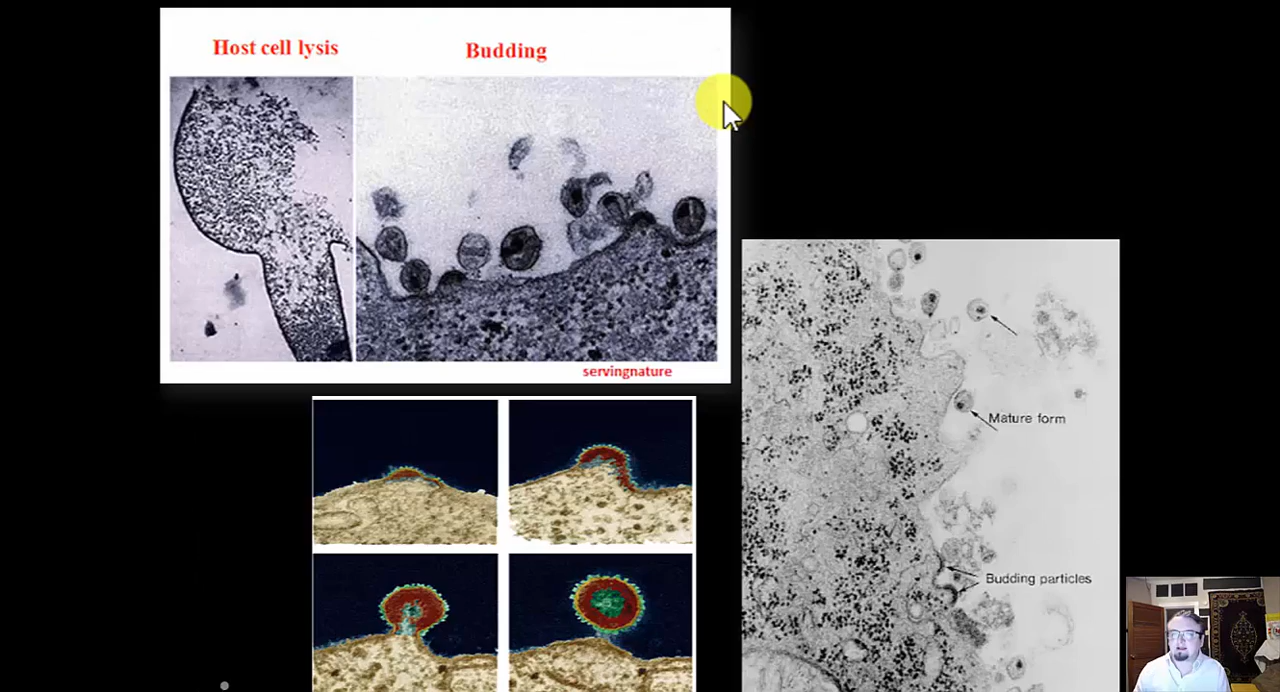 Host cell lysis
Budding
servingnature
Mature form
Budding particles